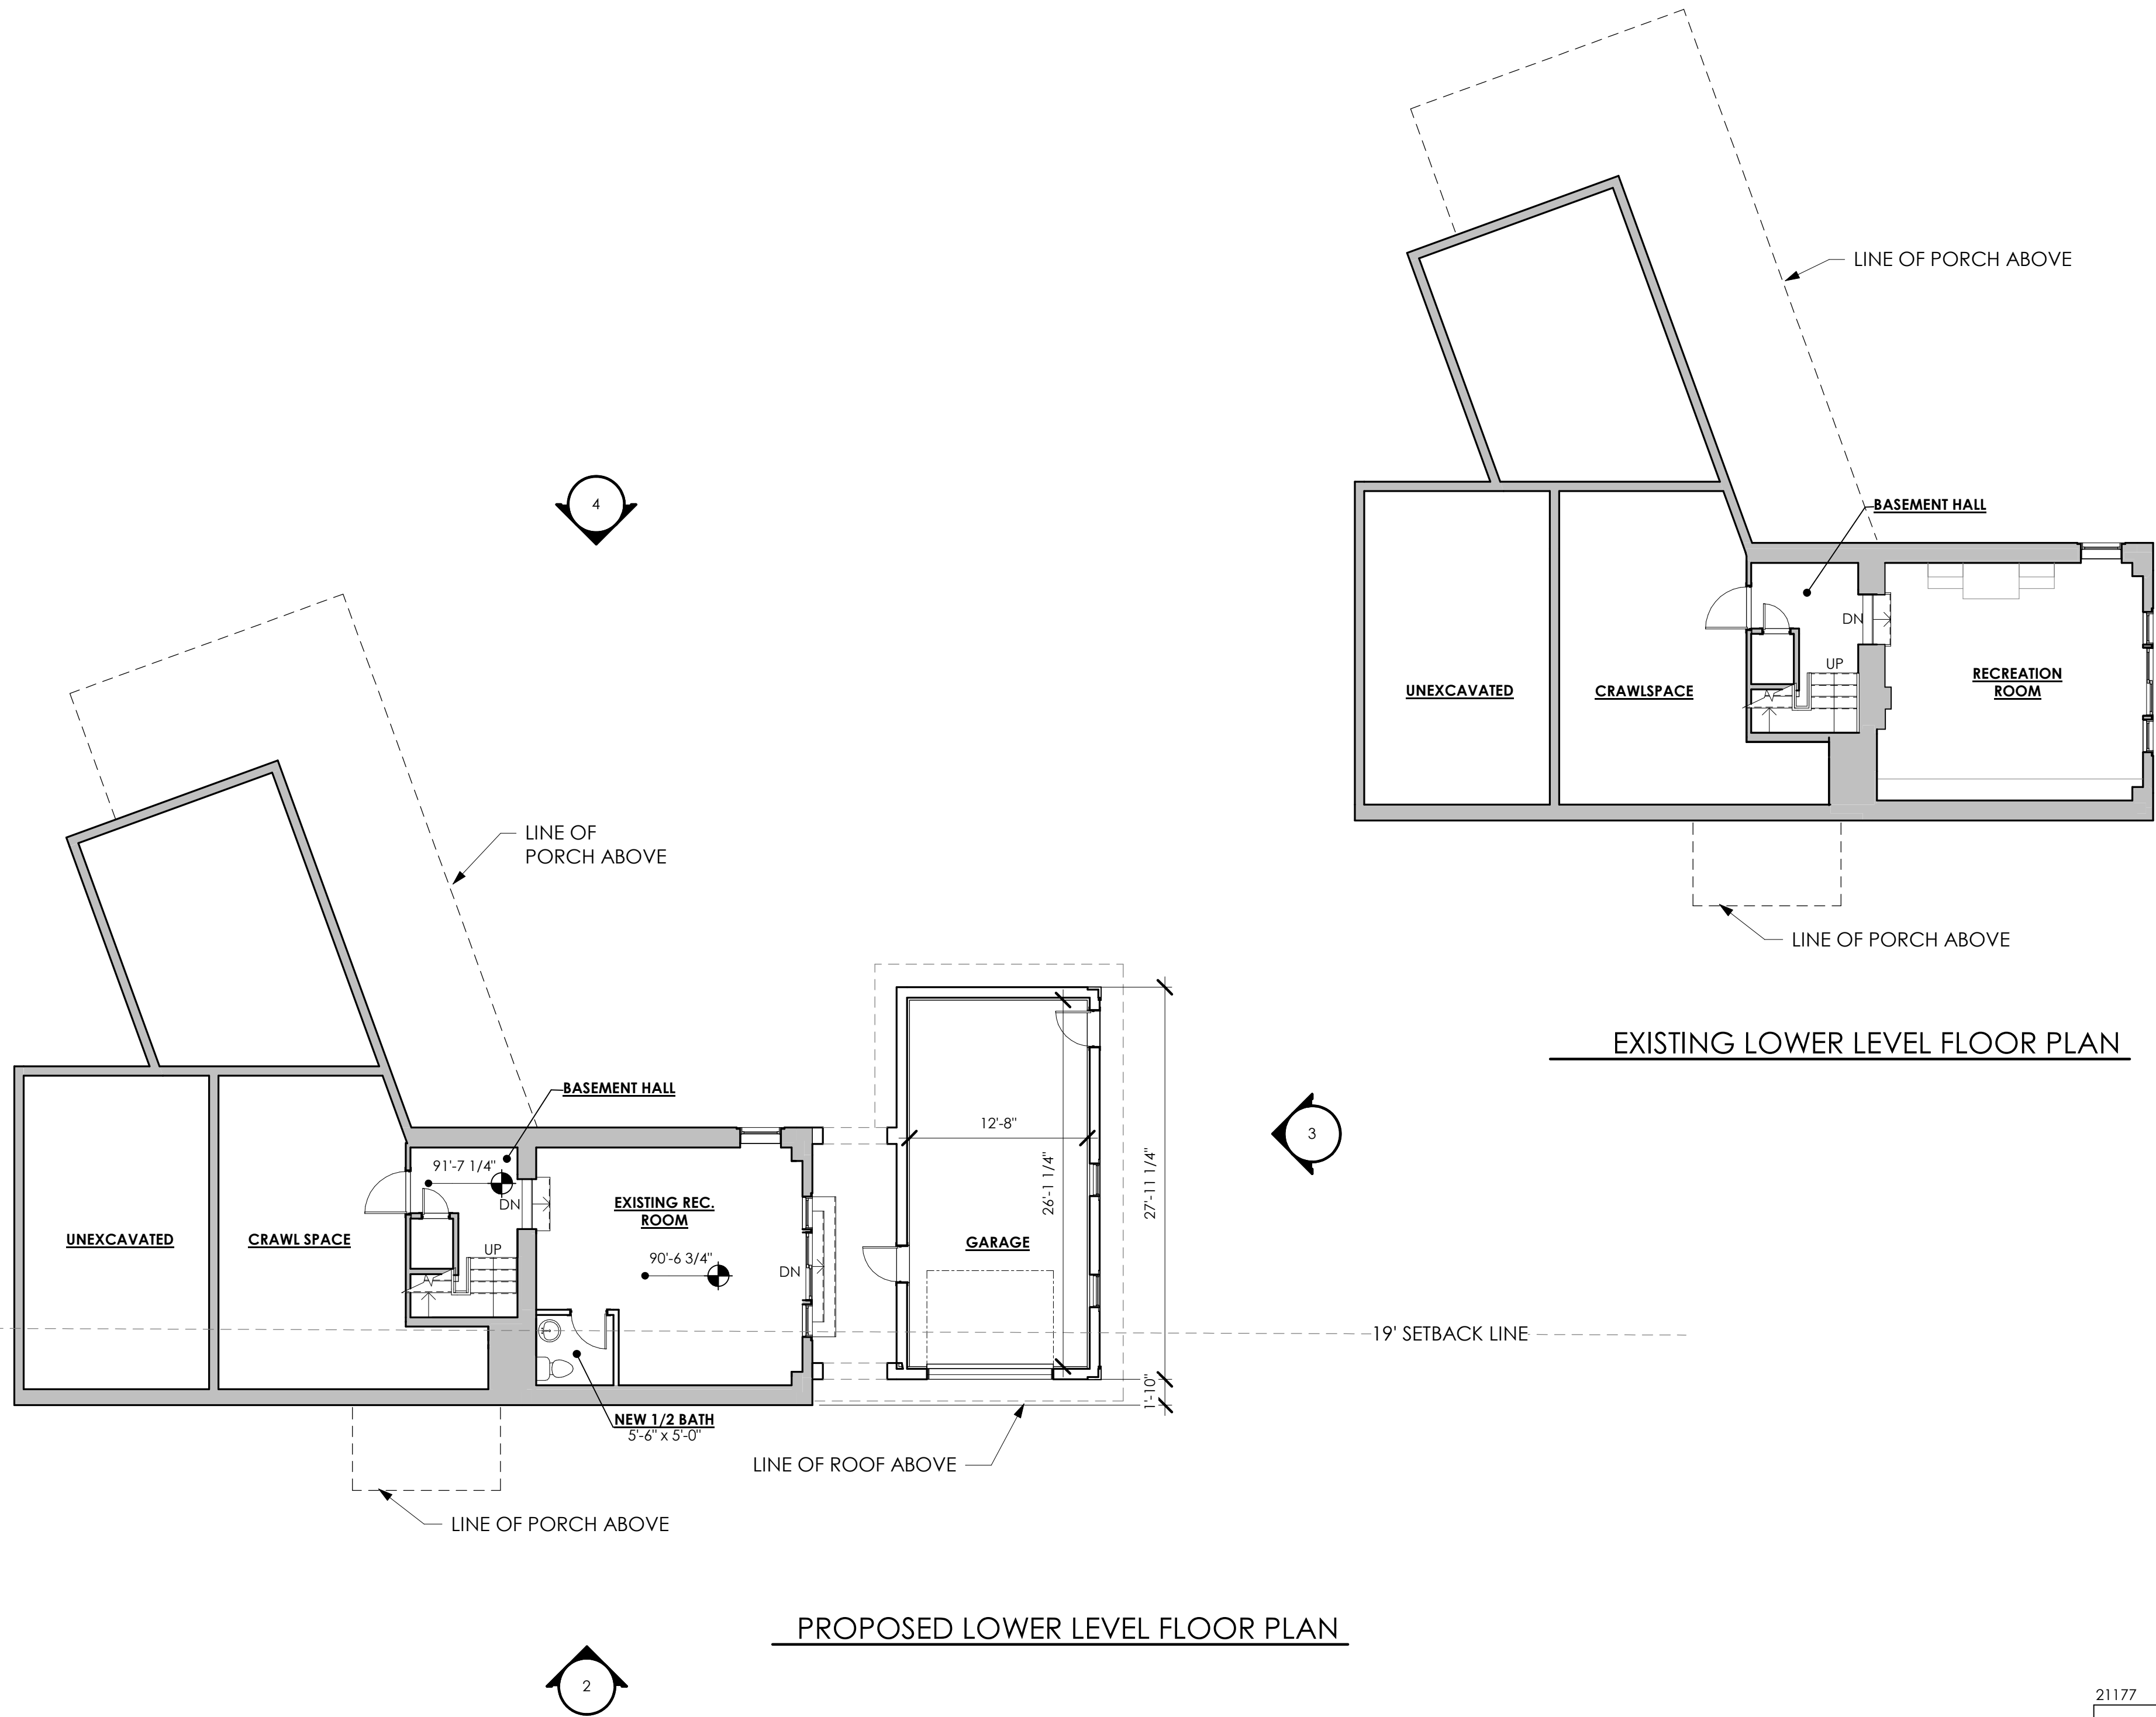 LINE OF PORCH ABOVE
BASEMENT HALL
DN
UP
UNEXCAVATED
CRAWLSPACE
RECREATION
ROOM
LINE OF PORCH ABOVE
EXISTING LOWER LEVEL FLOOR PLAN
4
LINE OF
PORCH ABOVE
BASEMENT HALL
91'-7 1/4"
DN
UP
UNEXCAVATED
CRAWL SPACE
EXISTING REC.
ROOM
90'-6 3/4"
DN
12'-8"
26'-1 1/4"
27'-11 1/4"
GARAGE
3
19' SETBACK LINE
1'-10"
NEW 1/2 BATH
5'-6" x 5'-0"
LINE OF ROOF ABOVE
LINE OF PORCH ABOVE
PROPOSED LOWER LEVEL FLOOR PLAN
2
21177